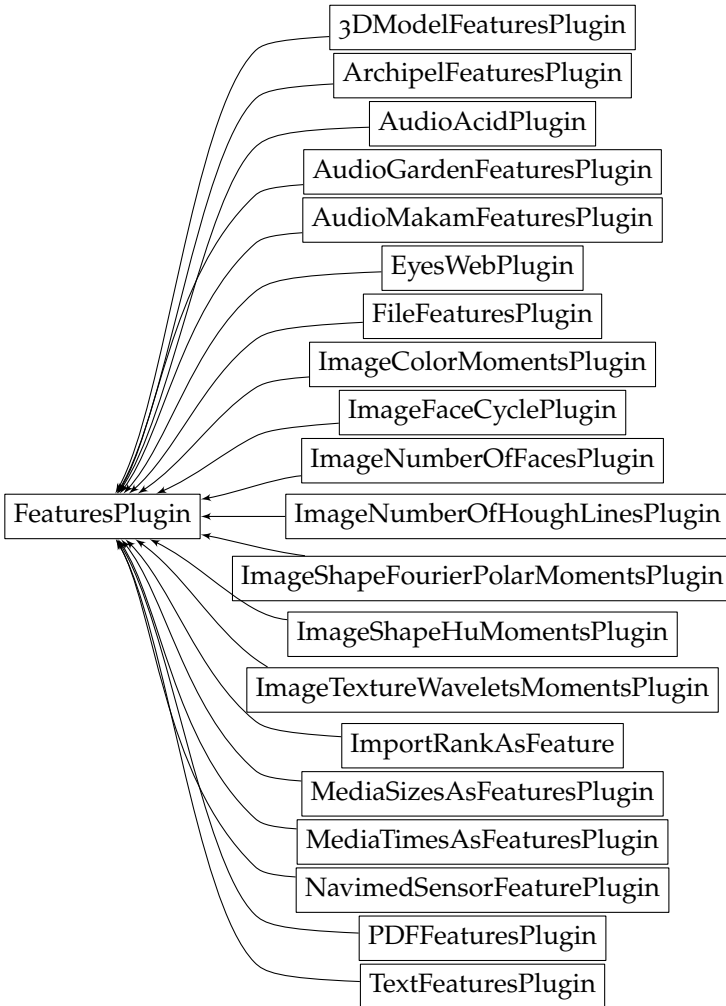 3DModelFeaturesPlugin
ArchipelFeaturesPlugin
AudioAcidPlugin
AudioGardenFeaturesPlugin
AudioMakamFeaturesPlugin
EyesWebPlugin
FileFeaturesPlugin
ImageColorMomentsPlugin
ImageFaceCyclePlugin
ImageNumberOfFacesPlugin
FeaturesPlugin
ImageNumberOfHoughLinesPlugin
ImageShapeFourierPolarMomentsPlugin
ImageShapeHuMomentsPlugin
ImageTextureWaveletsMomentsPlugin
ImportRankAsFeature
MediaSizesAsFeaturesPlugin
MediaTimesAsFeaturesPlugin
NavimedSensorFeaturePlugin
PDFFeaturesPlugin
TextFeaturesPlugin